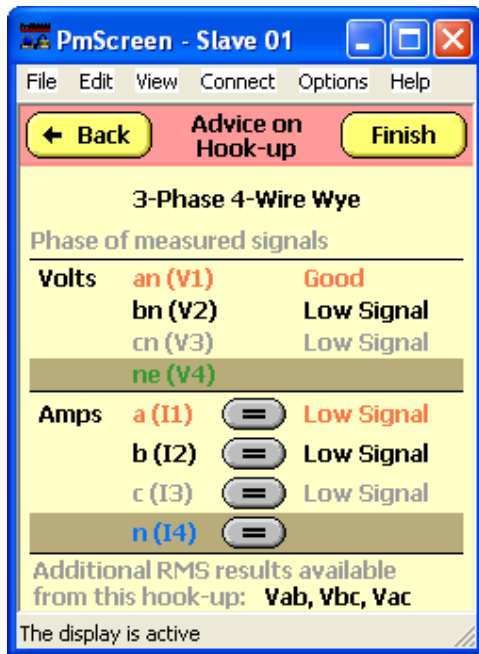 PmScreen - Slave 01
File Edit View Connect Options Help
← Back Advice on Hook-up Finish
3-Phase 4-Wire Wye
Phase of measured signals
Volts an (V1) Good
bn (V2) Low Signal
cn (V3) Low Signal
ne (V4)
Amps a (I1) = Low Signal
b (I2) = Low Signal
c (I3) = Low Signal
n (I4) =
Additional RMS results available
from this hook-up: Vab, Vbc, Vac
The display is active